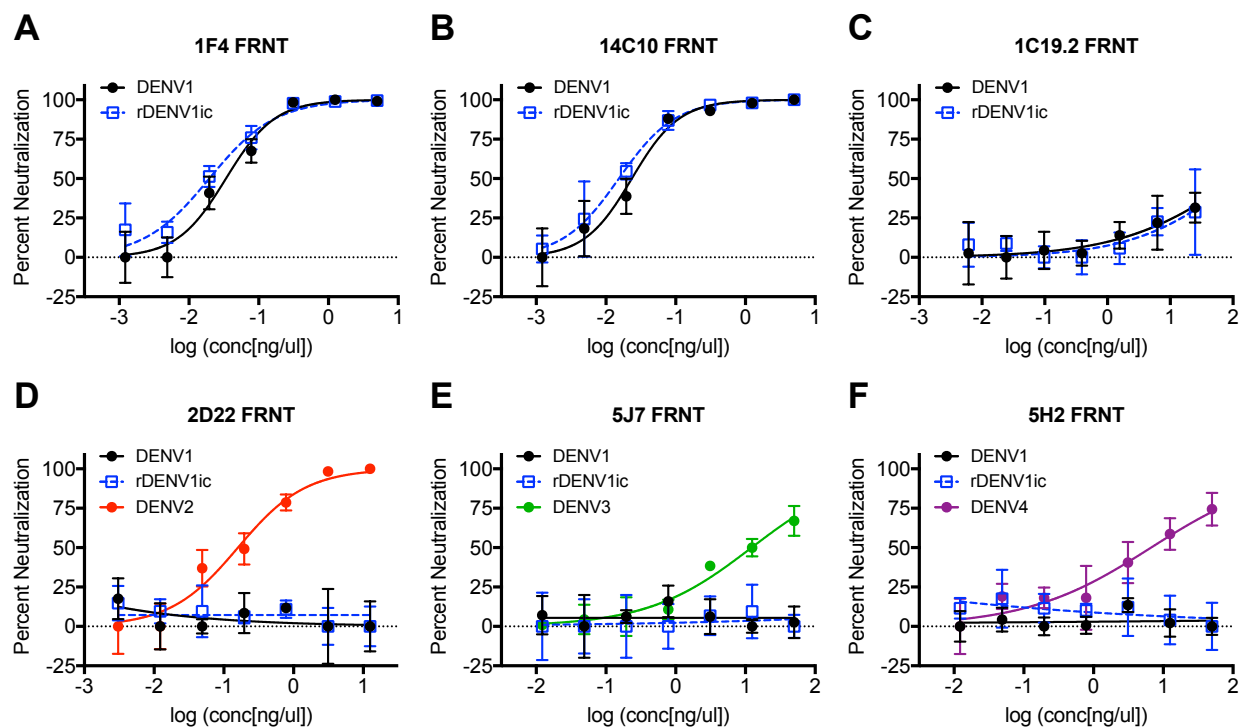 A
1F4 FRNT
DENV1
rDENV1ic
Percent Neutralization
100
75
50
25
0
-25
-3 -2 -1 0 1
log (conc[ng/ul])
B
14C10 FRNT
DENV1
rDENV1ic
Percent Neutralization
100
75
50
25
0
-25
-3 -2 -1 0 1
log (conc[ng/ul])
C
1C19.2 FRNT
DENV1
rDENV1ic
Percent Neutralization
100
75
50
25
0
-25
-3 -2 -1 0 1 2
log (conc[ng/ul])
D
2D22 FRNT
DENV1
rDENV1ic
DENV2
Percent Neutralization
100
75
50
25
0
-25
-3 -2 -1 0 1
log (conc[ng/ul])
E
5J7 FRNT
DENV1
rDENV1ic
DENV3
Percent Neutralization
100
75
50
25
0
-25
-3 -2 -1 0 1 2
log (conc[ng/ul])
F
5H2 FRNT
DENV1
rDENV1ic
DENV4
Percent Neutralization
100
75
50
25
0
-25
-3 -2 -1 0 1 2
log (conc[ng/ul])